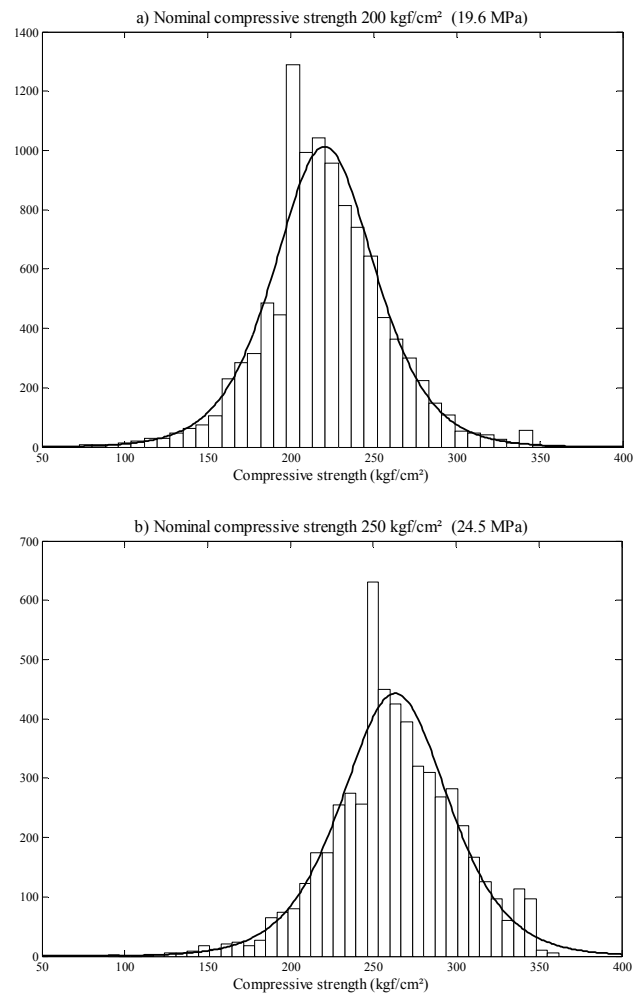 a) Nominal compressive strength 200 kgf/cm² (19.6 MPa)
1400
1200
1000
800
600
400
200
0
50 100 150 200 250 300 350 400
Compressive strength (kgf/cm²)
b) Nominal compressive strength 250 kgf/cm² (24.5 MPa)
700
600
500
400
300
200
100
0
50 100 150 200 250 300 350 400
Compressive strength (kgf/cm²)